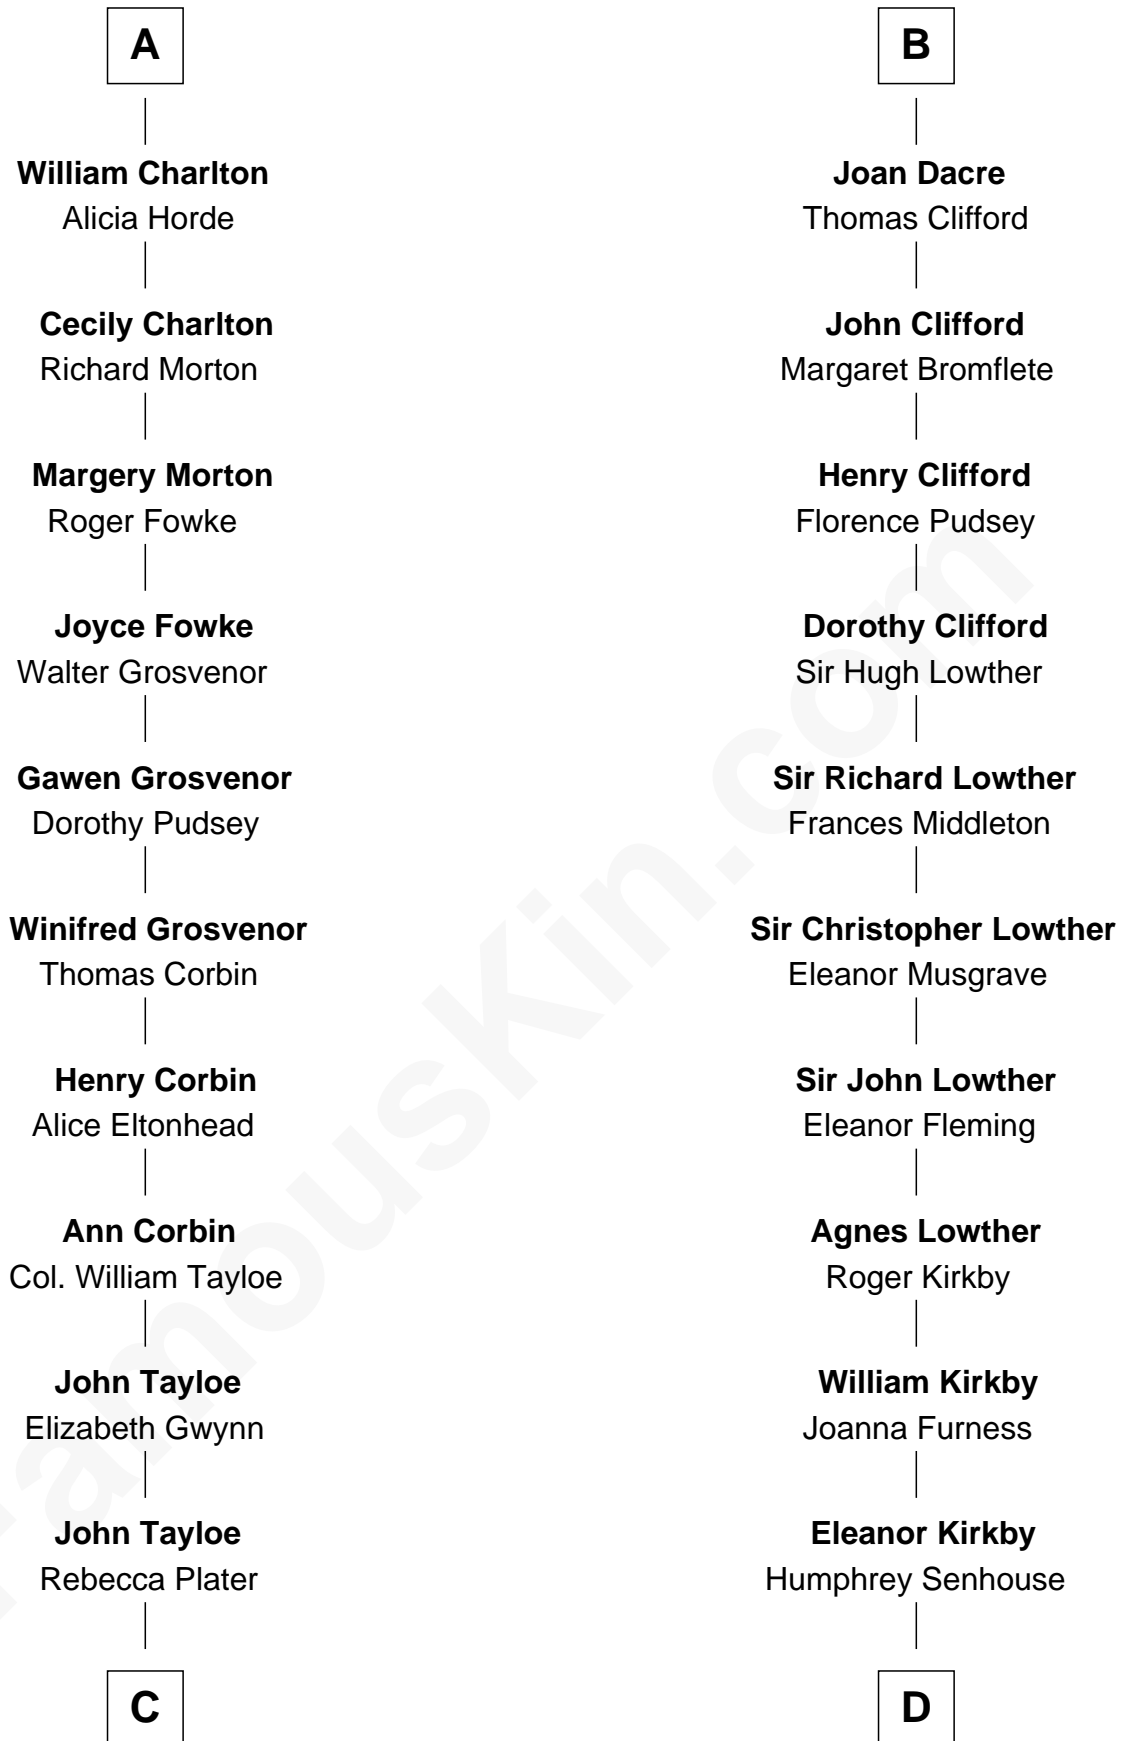 A
William Charlton
Alicia Horde
Cecily Charlton
Richard Morton
Margery Morton
Roger Fowke
Joyce Fowke
Walter Grosvenor
Gawen Grosvenor
Dorothy Pudsey
Winifred Grosvenor
Thomas Corbin
Henry Corbin
Alice Eltonhead
Ann Corbin
Col. William Tayloe
John Tayloe
Elizabeth Gwynn
John Tayloe
Rebecca Plater
C
B
Joan Dacre
Thomas Clifford
John Clifford
Margaret Bromflete
Henry Clifford
Florence Pudsey
Dorothy Clifford
Sir Hugh Lowther
Sir Richard Lowther
Frances Middleton
Sir Christopher Lowther
Eleanor Musgrave
Sir John Lowther
Eleanor Fleming
Agnes Lowther
Roger Kirkby
William Kirkby
Joanna Furness
Eleanor Kirkby
Humphrey Senhouse
D
FamousKin.com